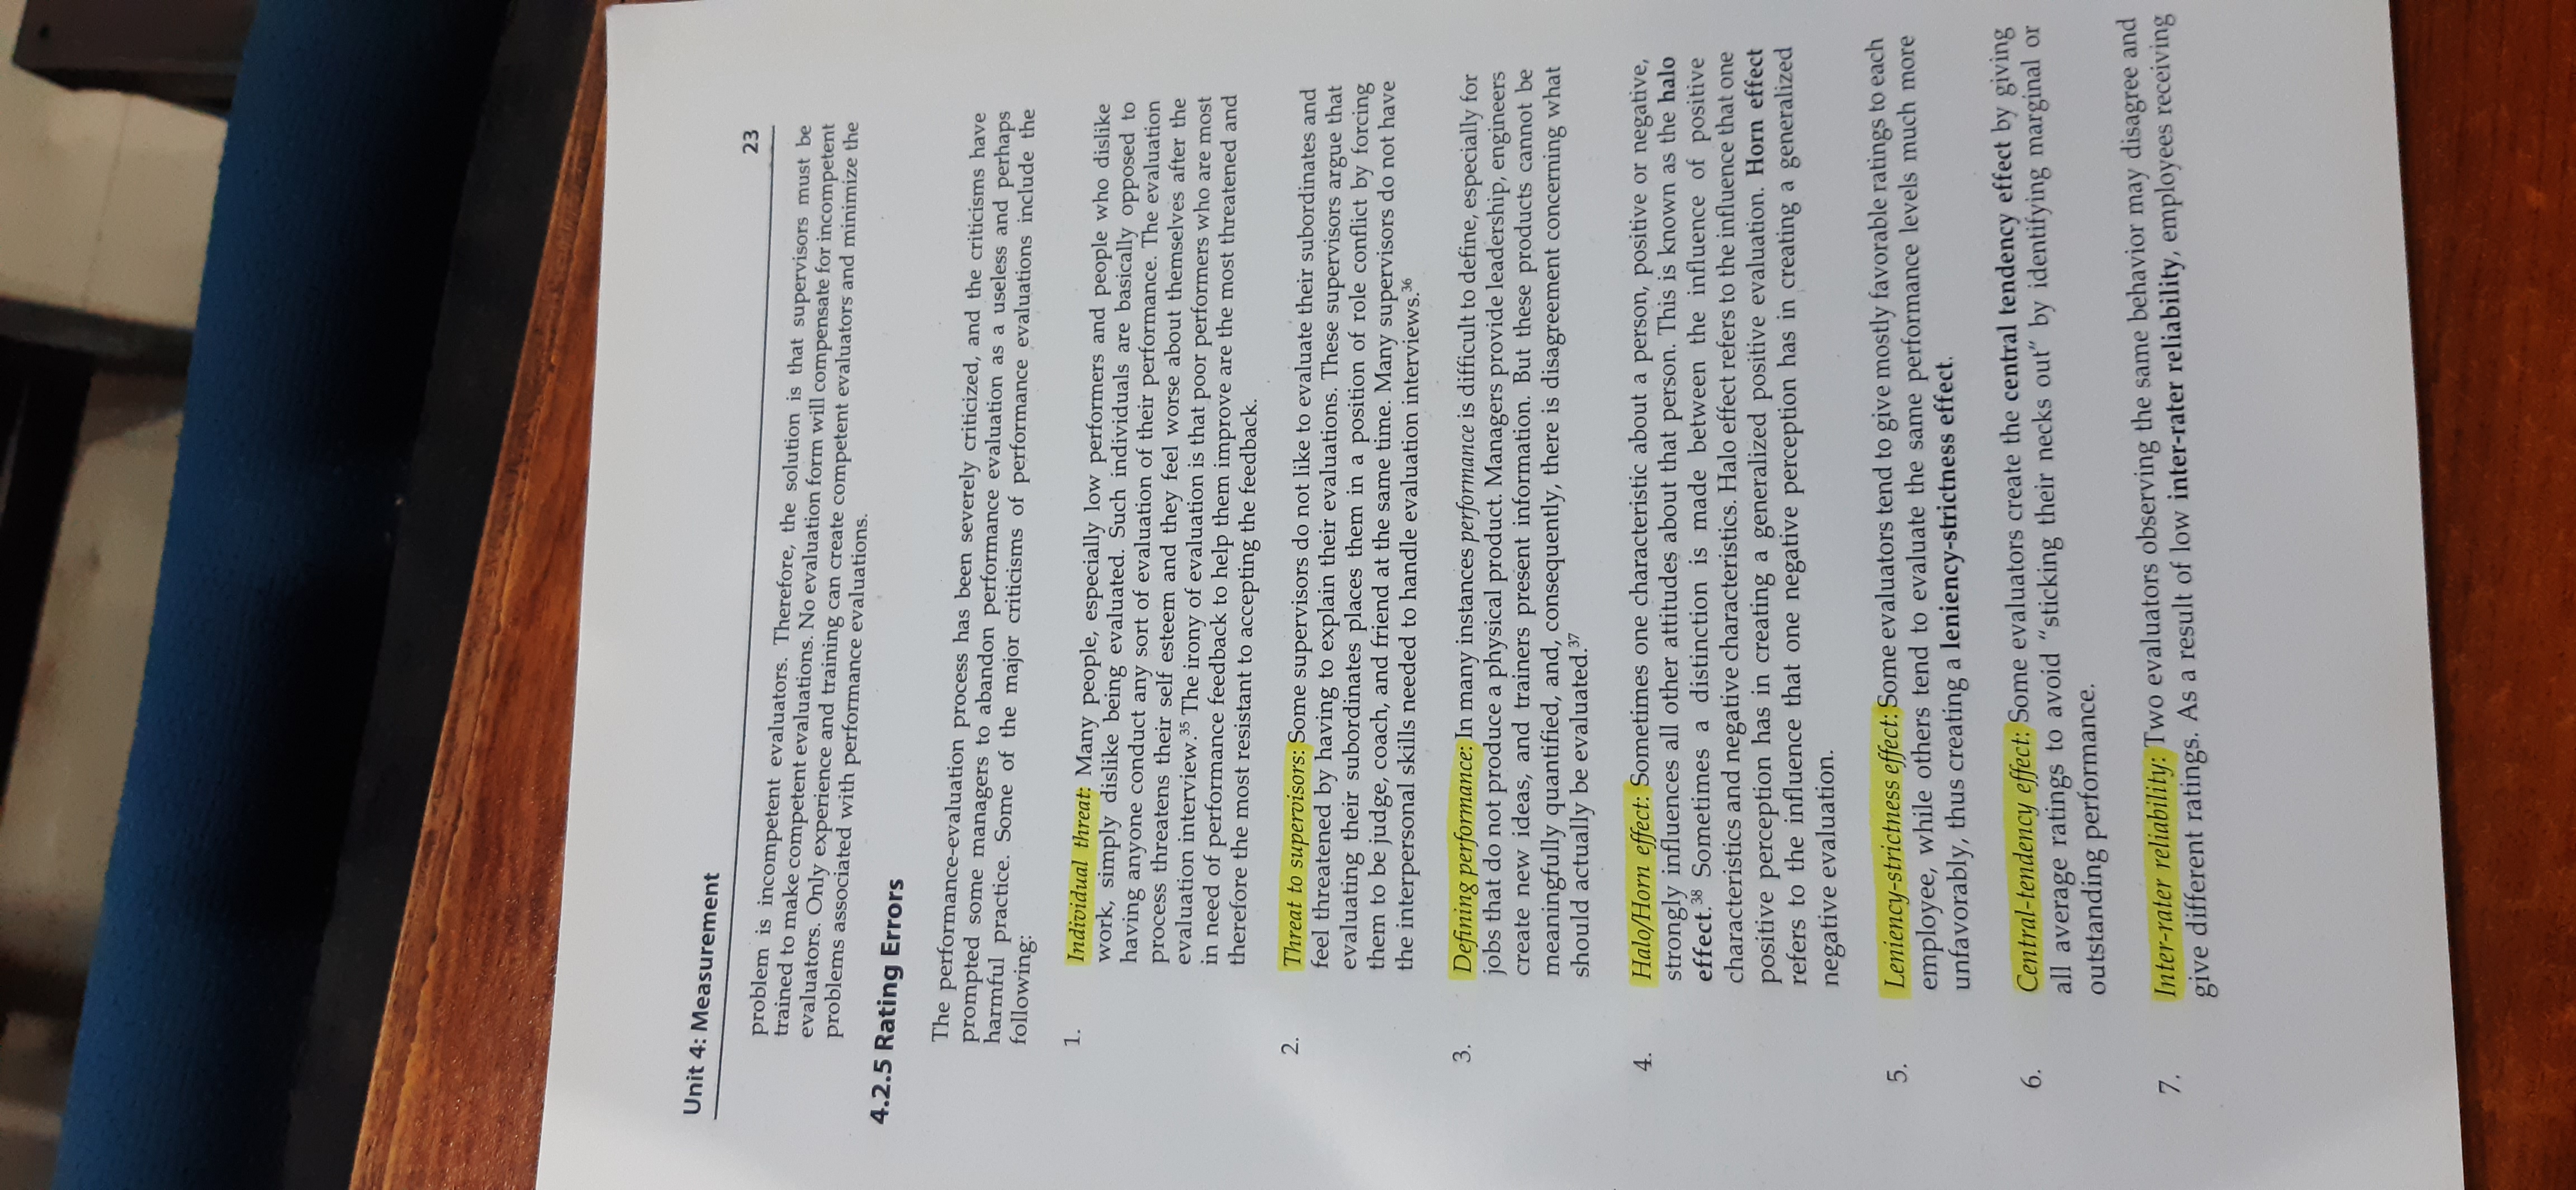 Unit 4: Measurement
23
problem is incompetent evaluators. Therefore, the solution is that supervisors must be
trained to make competent evaluations. No evaluation form will compensate for incompetent
evaluators. Only experience and training can create competent evaluators and minimize the
problems associated with performance evaluations.
4.2.5 Rating Errors
The performance-evaluation process has been severely criticized, and the criticisms have
prompted some managers to abandon performance evaluation as a useless and perhaps
harmful practice. Some of the major criticisms of performance evaluations include the
following:
1. Individual threat: Many people, especially low performers and people who dislike
work, simply dislike being evaluated. Such individuals are basically opposed to
having anyone conduct any sort of evaluation of their performance. The evaluation
process threatens their self esteem and they feel worse about themselves after the
evaluation interview.³⁵ The irony of evaluation is that poor performers who are most
in need of performance feedback to help them improve are the most threatened and
therefore the most resistant to accepting the feedback.
2. Threat to supervisors: Some supervisors do not like to evaluate their subordinates and
feel threatened by having to explain their evaluations. These supervisors argue that
evaluating their subordinates places them in a position of role conflict by forcing
them to be judge, coach, and friend at the same time. Many supervisors do not have
the interpersonal skills needed to handle evaluation interviews.³⁶
3. Defining performance: In many instances performance is difficult to define, especially for
jobs that do not produce a physical product. Managers provide leadership, engineers
create new ideas, and trainers present information. But these products cannot be
meaningfully quantified, and, consequently, there is disagreement concerning what
should actually be evaluated.³⁷
4. Halo/Horn effect: Sometimes one characteristic about a person, positive or negative,
strongly influences all other attitudes about that person. This is known as the halo
effect.³⁸ Sometimes a distinction is made between the influence of positive
characteristics and negative characteristics. Halo effect refers to the influence that one
positive perception has in creating a generalized positive evaluation. Horn effect
refers to the influence that one negative perception has in creating a generalized
negative evaluation.
5. Leniency-strictness effect: Some evaluators tend to give mostly favorable ratings to each
employee, while others tend to evaluate the same performance levels much more
unfavorably, thus creating a leniency-strictness effect.
6. Central-tendency effect: Some evaluators create the central tendency effect by giving
all average ratings to avoid "sticking their necks out" by identifying marginal or
outstanding performance.
7. Inter-rater reliability: Two evaluators observing the same behavior may disagree and
give different ratings. As a result of low inter-rater reliability, employees receiving